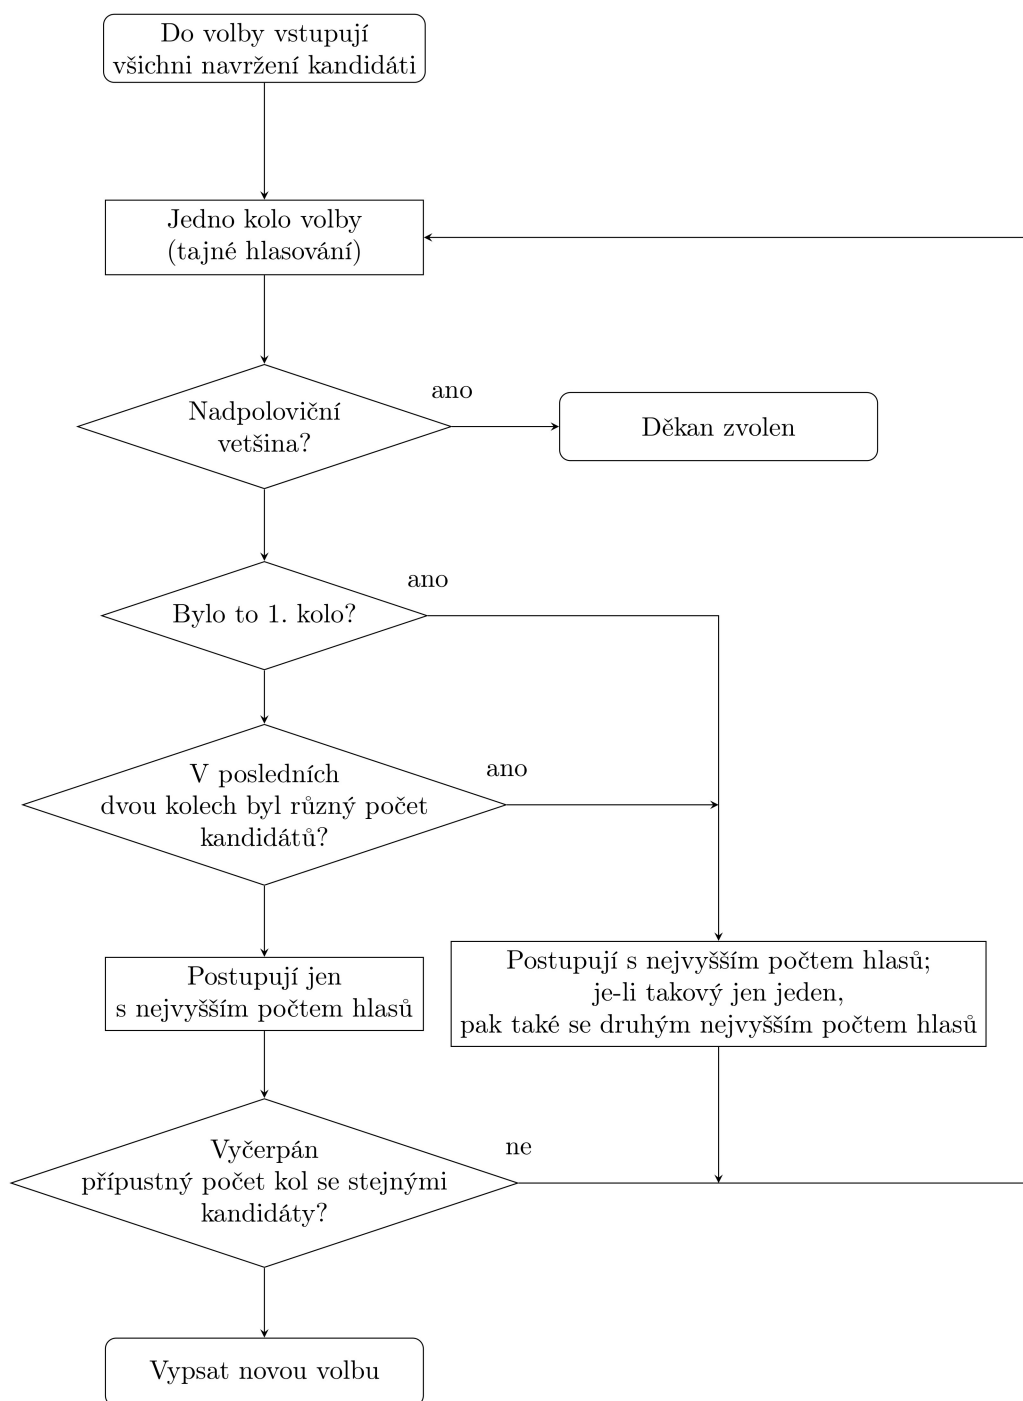 Do volby vstupují
všichni navržení kandidáti
Jedno kolo volby
(tajné hlasování)
Nadpoloviční
vetšina?
ano
Děkan zvolen
Bylo to 1. kolo?
ano
V posledních
dvou kolech byl různý počet
kandidátů?
ano
Postupují jen
s nejvyšším počtem hlasů
Postupují s nejvyšším počtem hlasů;
je-li takový jen jeden,
pak také se druhým nejvyšším počtem hlasů
Vyčerpán
přípustný počet kol se stejnými
kandidáty?
ne
Vypsat novou volbu